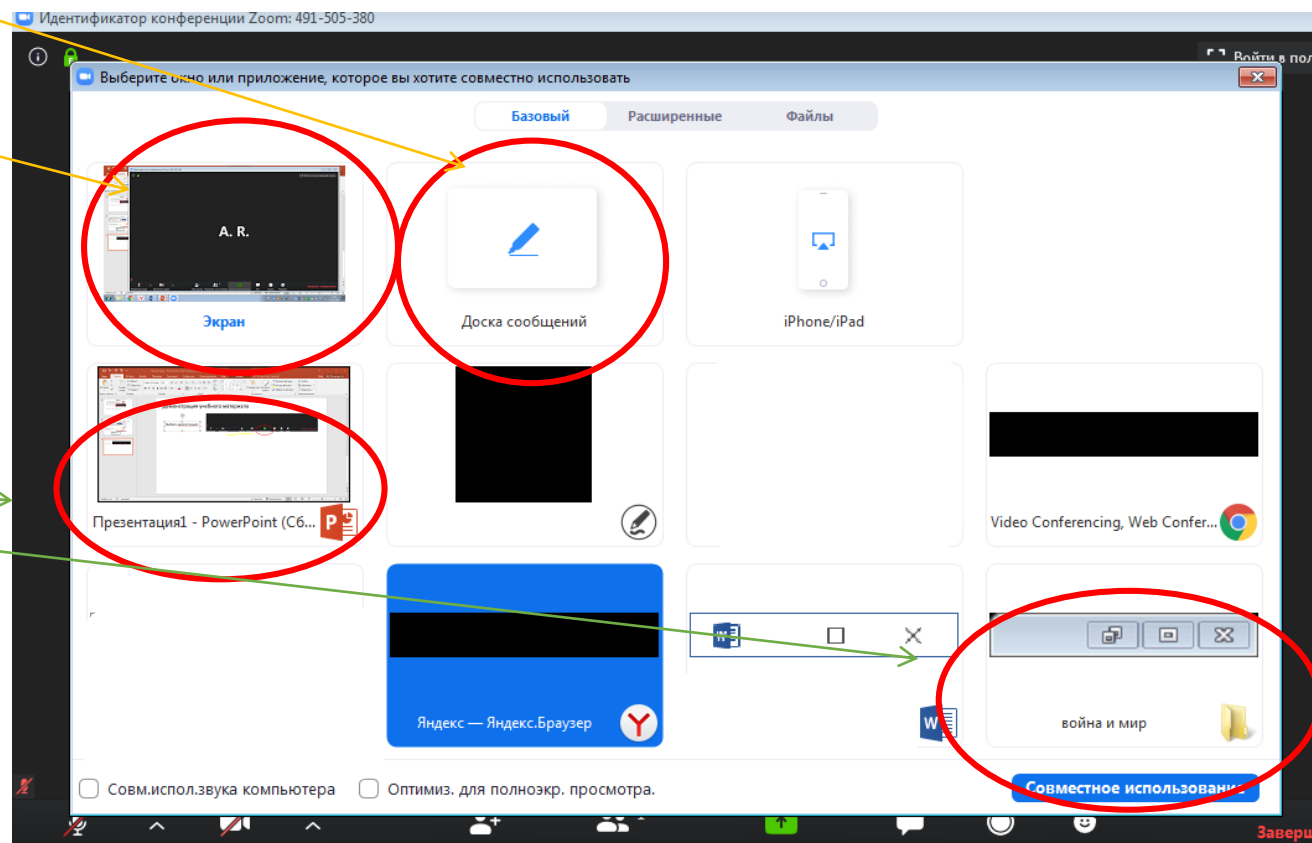 Идентификатор конференции Zoom: 491-505-380
Войти в пол
Выберите окно или приложение, которое вы хотите совместно использовать
Базовый Расширенные Файлы
A. R.
Экран
Доска сообщений
iPhone/iPad
Презентация1 - PowerPoint (Сб...
Video Conferencing, Web Confer...
Яндекс — Яндекс.Браузер
война и мир
Совм.испол.звука компьютера
Оптимиз. для полноэкр. просмотра.
Совместное использование
Заверш